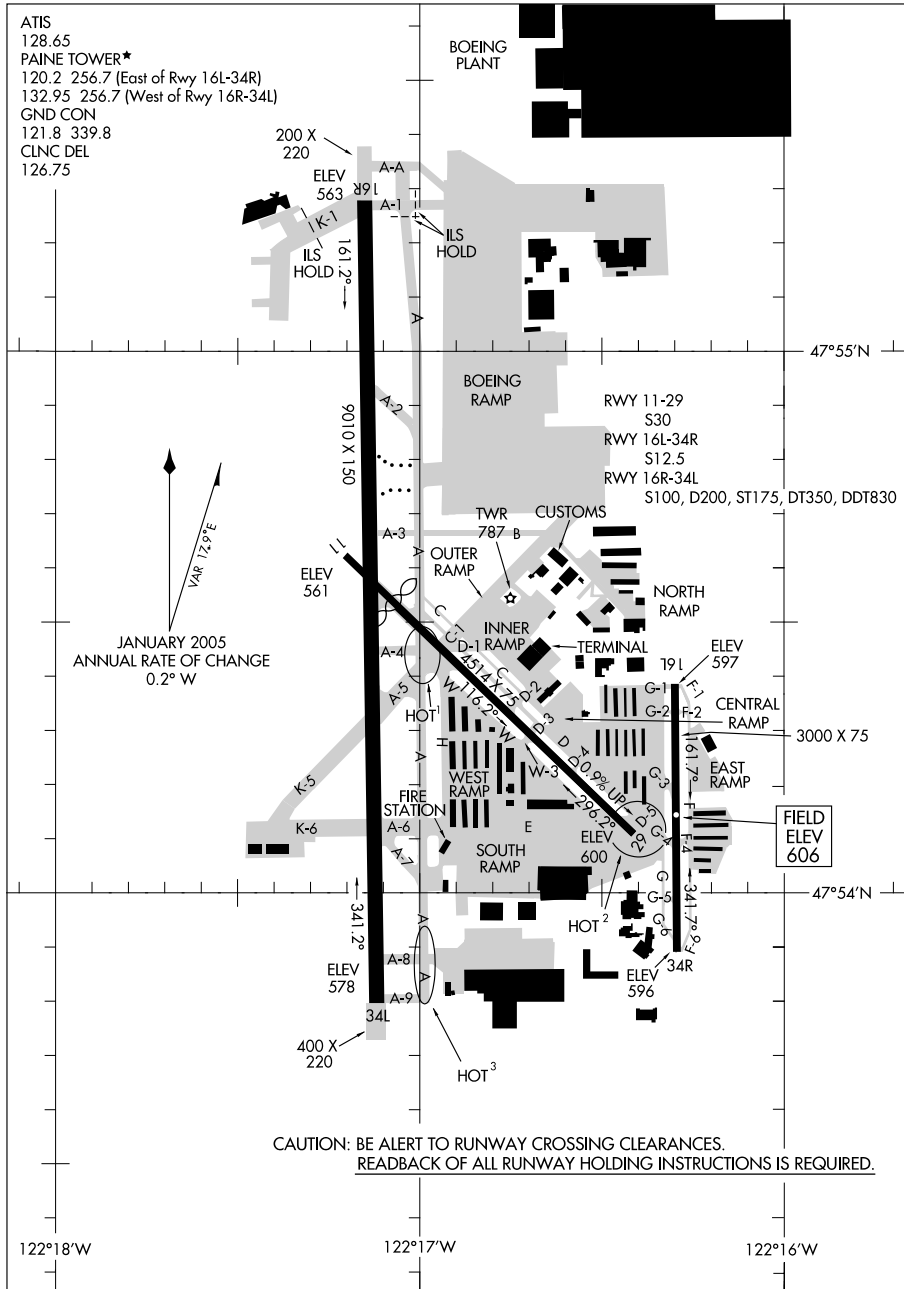 ATIS
128.65
PAINE TOWER★
120.2 256.7 (East of Rwy 16L-34R)
132.95 256.7 (West of Rwy 16R-34L)
GND CON
121.8 339.8
CLNC DEL
126.75
BOEING
PLANT
200 X
220
A-A
ELEV
563
16R
A-1
K-1
ILS
HOLD
ILS
HOLD
161.2°
A
47°55'N
BOEING
RAMP
A-2
9010 X 150
RWY 11-29
S30
RWY 16L-34R
S12.5
RWY 16R-34L
S100, D200, ST175, DT350, DDT830
VAR 17.9°E
JANUARY 2005
ANNUAL RATE OF CHANGE
0.2° W
TWR
787
CUSTOMS
A-3
B
A
OUTER
RAMP
11
ELEV
561
NORTH
RAMP
C-1
C
D-1
INNER
RAMP
TERMINAL
A-4
ELEV
597
16L
4514 X 75
C
D-2
G-1
F-1
116.2°
W
A-5
D-3
G-2
F-2
CENTRAL
RAMP
HOT1
3000 X 75
H
A
W
D
D-4
161.7°
W-3
0.9% UP
G-3
EAST
RAMP
K-5
WEST
RAMP
296.2°
F
FIRE
STATION
D-5
K-6
A-6
E
29
G-4
F-4
FIELD
ELEV
606
A-7
SOUTH
RAMP
ELEV
600
47°54'N
G
341.2°
G-5
341.7°
HOT2
A
G-6
F-6
A-8
A
34R
ELEV
578
ELEV
596
A-9
34L
400 X
220
HOT3
CAUTION: BE ALERT TO RUNWAY CROSSING CLEARANCES.
READBACK OF ALL RUNWAY HOLDING INSTRUCTIONS IS REQUIRED.
122°18'W
122°17'W
122°16'W